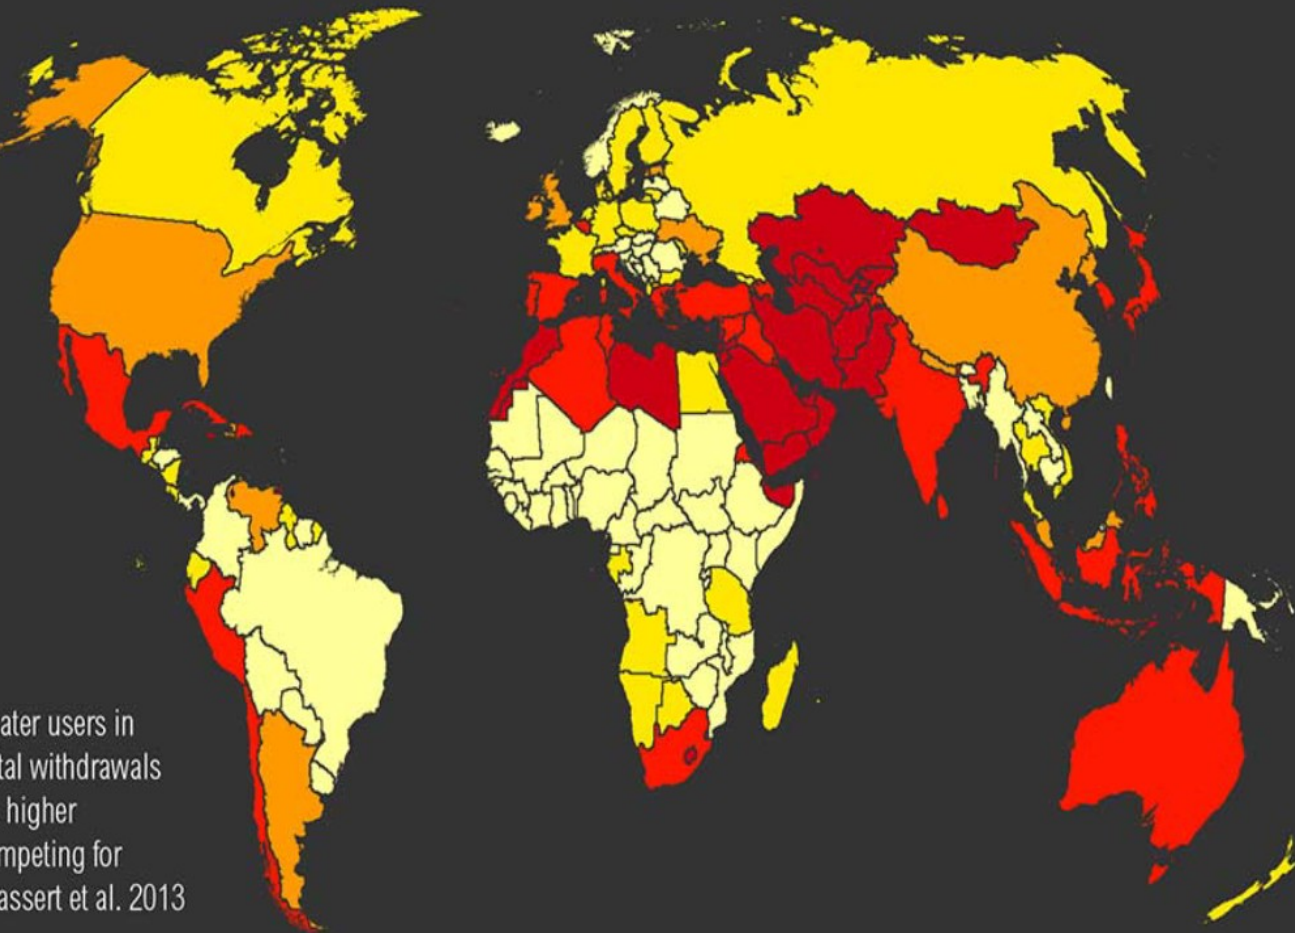 ater users in
tal withdrawals
higher
mpeting for
assert et al. 2013